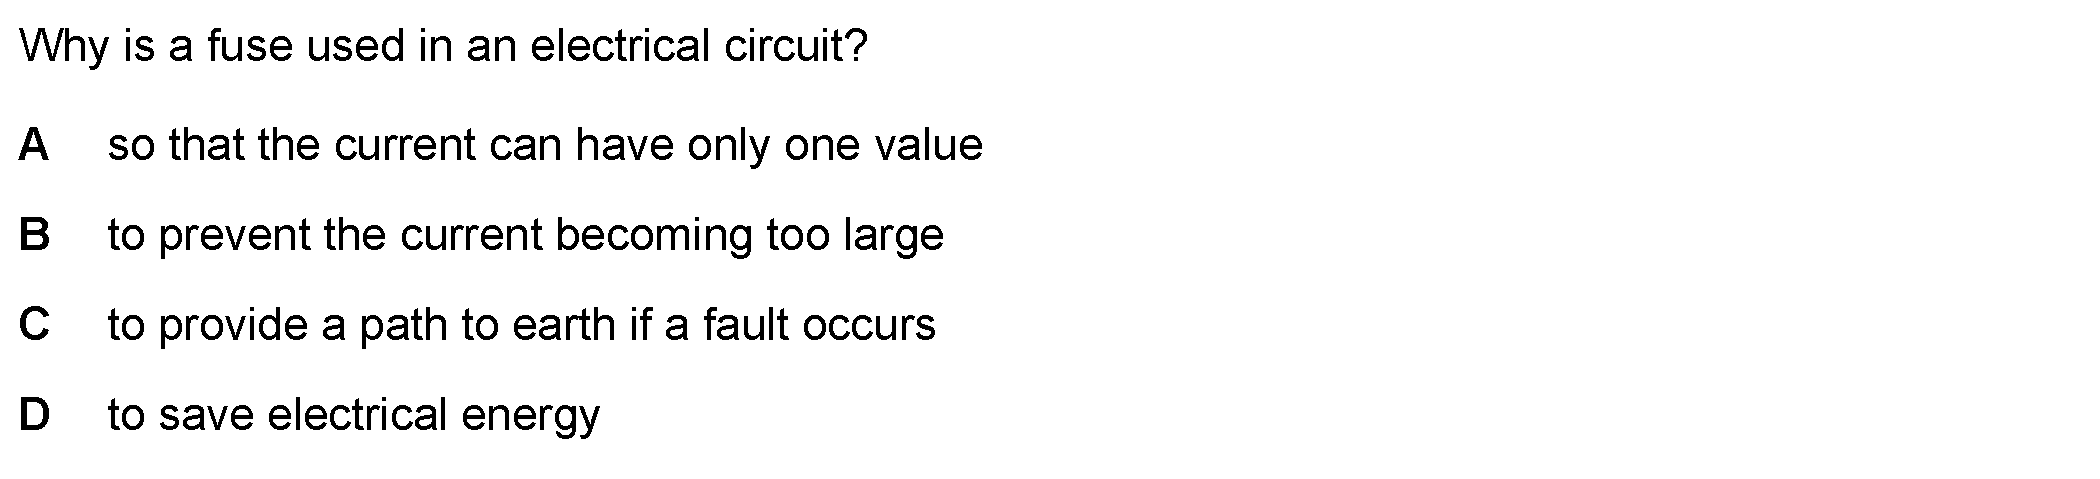 Why is a fuse used in an electrical circuit?
A so that the current can have only one value
B to prevent the current becoming too large
C to provide a path to earth if a fault occurs
D to save electrical energy